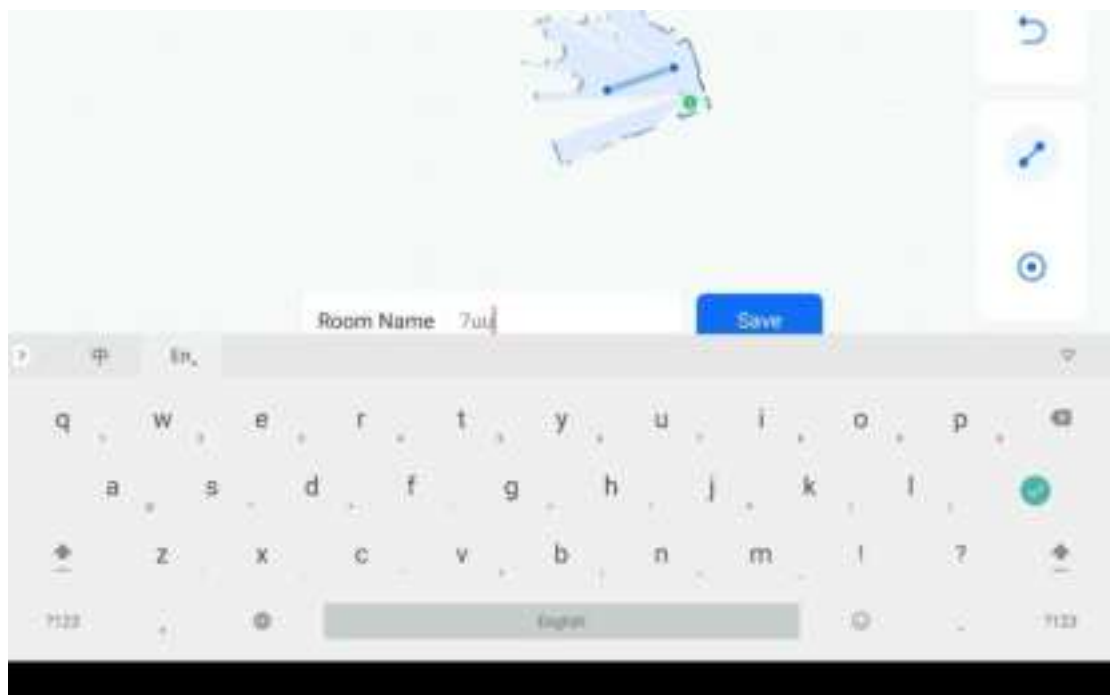 Room Name 7uu
Save
中 En
q w e r t y u i o p
a s d f g h j k l
z x c v b n m ! ?
?123 English ?123